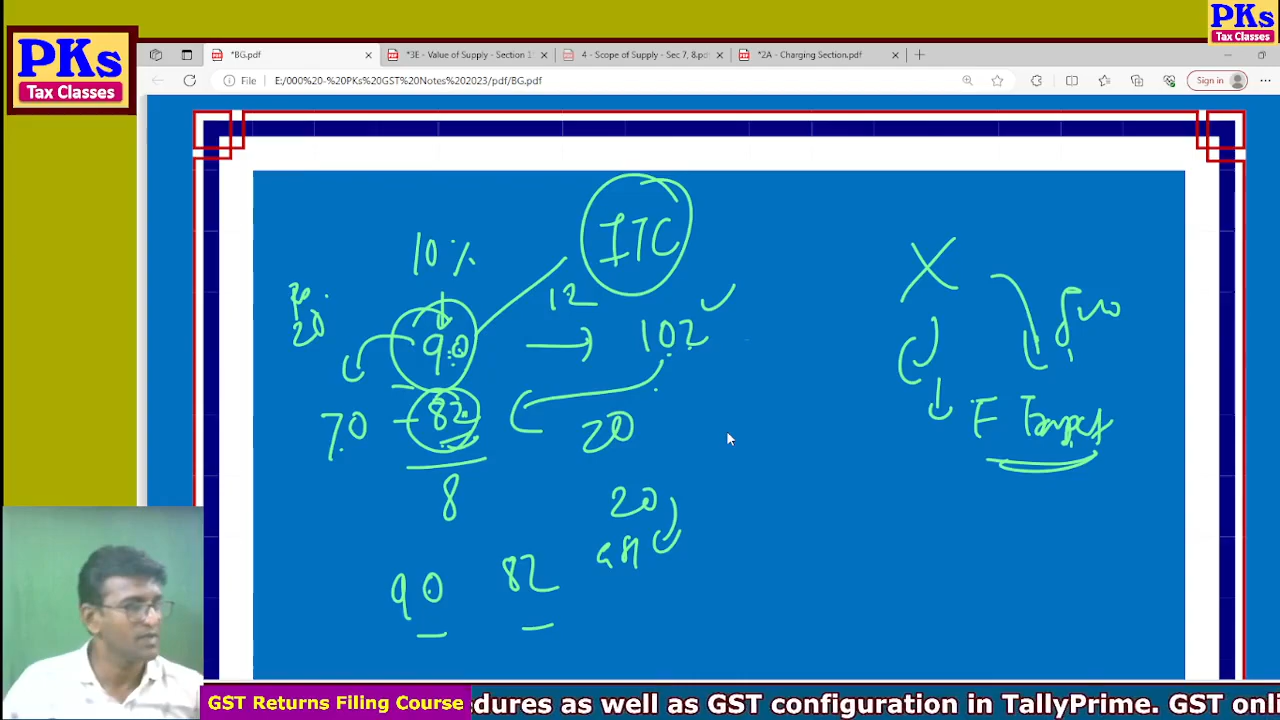 PKs
Tax Classes
PKs
Tax Classes
*BG.pdf
*3E - Value of Supply - Section 1
4 - Scope of Supply - Sec 7, 8.pdf
*2A - Charging Section.pdf
File
E:/000%20-%20PKs%20GST%20Notes%202023/pdf/BG.pdf
Sign in
ITC
10%
12
20
90
102
X
70
82
20
Target
8
20
90
82
GST Returns Filing Course
dures as well as GST configuration in TallyPrime. GST onl